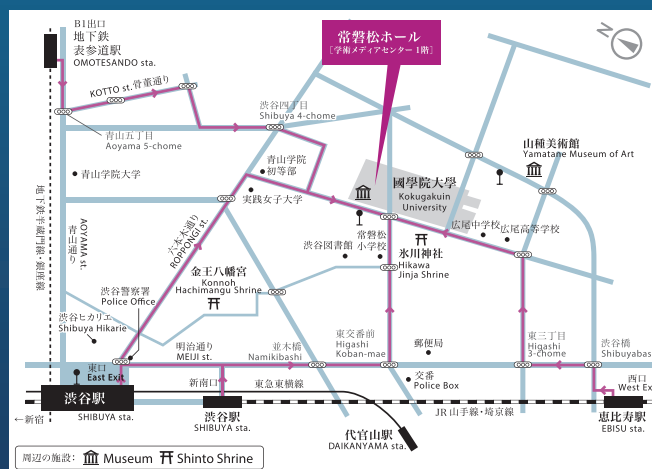 B1出口
地下鉄
表参道駅
OMOTESANDO sta.
常磐松ホール
［学術メディアセンター 1階］
N
KOTTO st. 骨董通り
渋谷四丁目
Shibuya 4-chome
青山五丁目
Aoyama 5-chome
山種美術館
Yamatane Museum of Art
青山学院
初等部
青山学院大学
實践女子大学
國學院大學
Kokugakuin
University
地下鉄半蔵門線・銀座線
青山通り
AOYAMA st.
六本木通り
ROPPONGI st.
広尾中学校
広尾高等学校
渋谷図書館
常磐松
小学校
氷川神社
Hikawa
Jinja Shrine
金王八幡宮
Konnoh
Hachimangu Shrine
渋谷警察署
Police Office
渋谷ヒカリエ
Shibuya Hikarie
明治通り
MEIJI st.
並木橋
Namikibashi
東交番前
Higashi
Koban-mae
郵便局
東三丁目
Higashi
3-chome
渋谷橋
Shibuyabas
東口
East Exit
新南口
東急東横線
交番
Police Box
西口
West Ex
渋谷駅
SHIBUYA sta.
←新宿
渋谷駅
SHIBUYA sta.
代官山駅
DAIKANYAMA sta.
JR 山手線・埼京線
恵比寿駅
EBISU sta.
周辺の施設：
Museum
Shinto Shrine